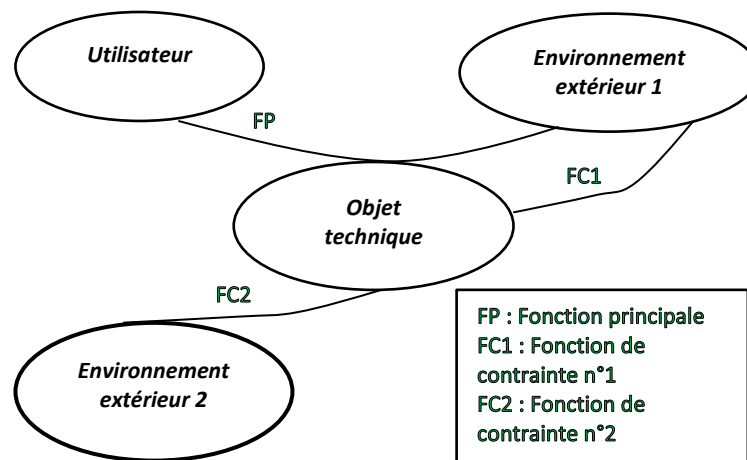 Utilisateur
Environnement
extérieur 1
FP
FC1
Objet
technique
FC2
Environnement
extérieur 2
FP : Fonction principale
FC1 : Fonction de
contrainte n°1
FC2 : Fonction de
contrainte n°2